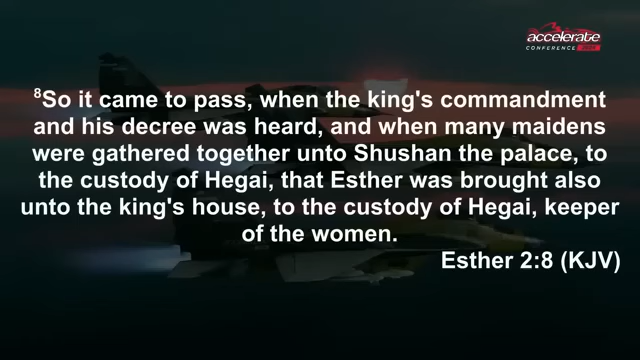 accelerate
CONFERENCE
8So it came to pass, when the king's commandment
and his decree was heard, and when many maidens
were gathered together unto Shushan the palace, to
the custody of Hegai, that Esther was brought also
unto the king's house, to the custody of Hegai, keeper
of the women.
Esther 2:8 (KJV)